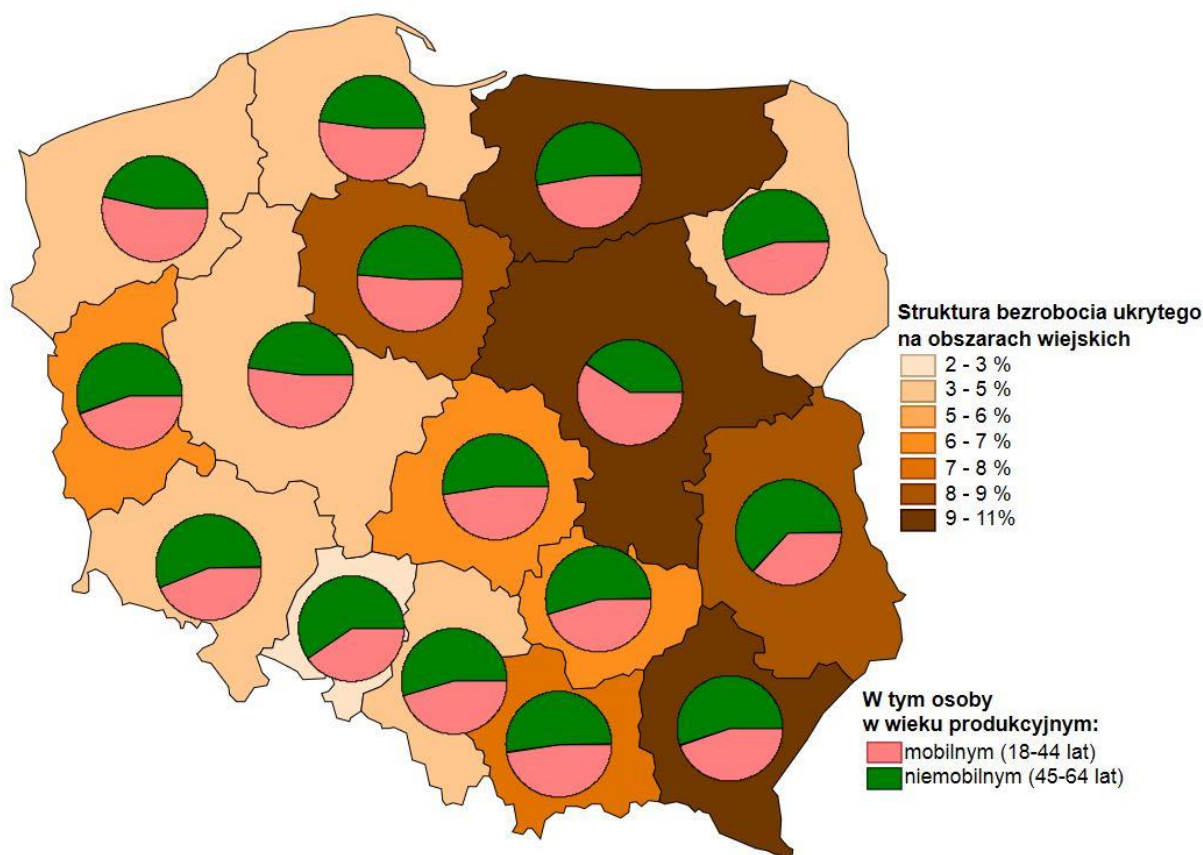 Struktura bezrobocia ukrytego
na obszarach wiejskich
2 - 3 %
3 - 5 %
5 - 6 %
6 - 7 %
7 - 8 %
8 - 9 %
9 - 11%
W tym osoby
w wieku produkcyjnym:
mobilnym (18-44 lat)
niemobilnym (45-64 lat)